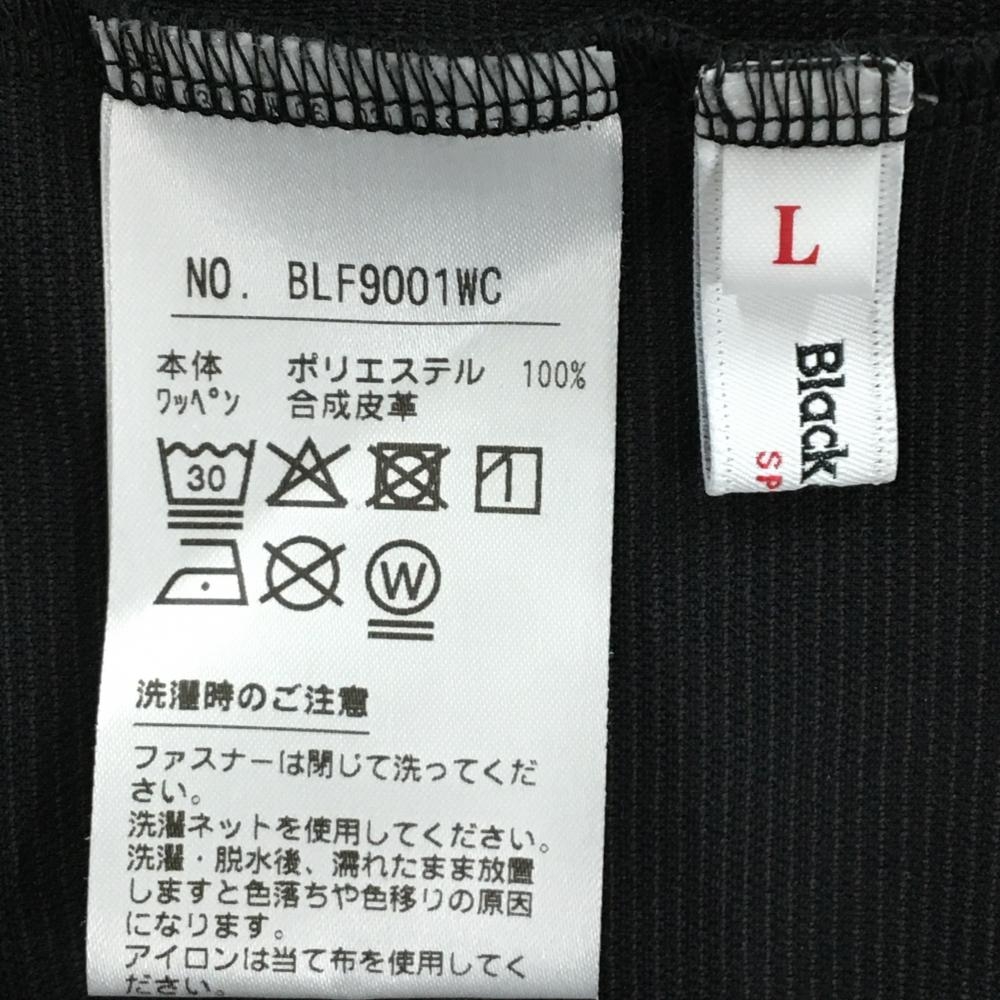 NO. BLF9001WC
本体 ポリエステル 100%
ﾜｯﾍﾟﾝ 合成皮革
30
W
洗濯時のご注意
ファスナーは閉じて洗ってくだ
さい。
洗濯ネットを使用してください。
洗濯・脱水後、濡れたまま放置
しますと色落ちや色移りの原因
になります。
アイロンは当て布を使用してく
ださい。
L
Black
SP